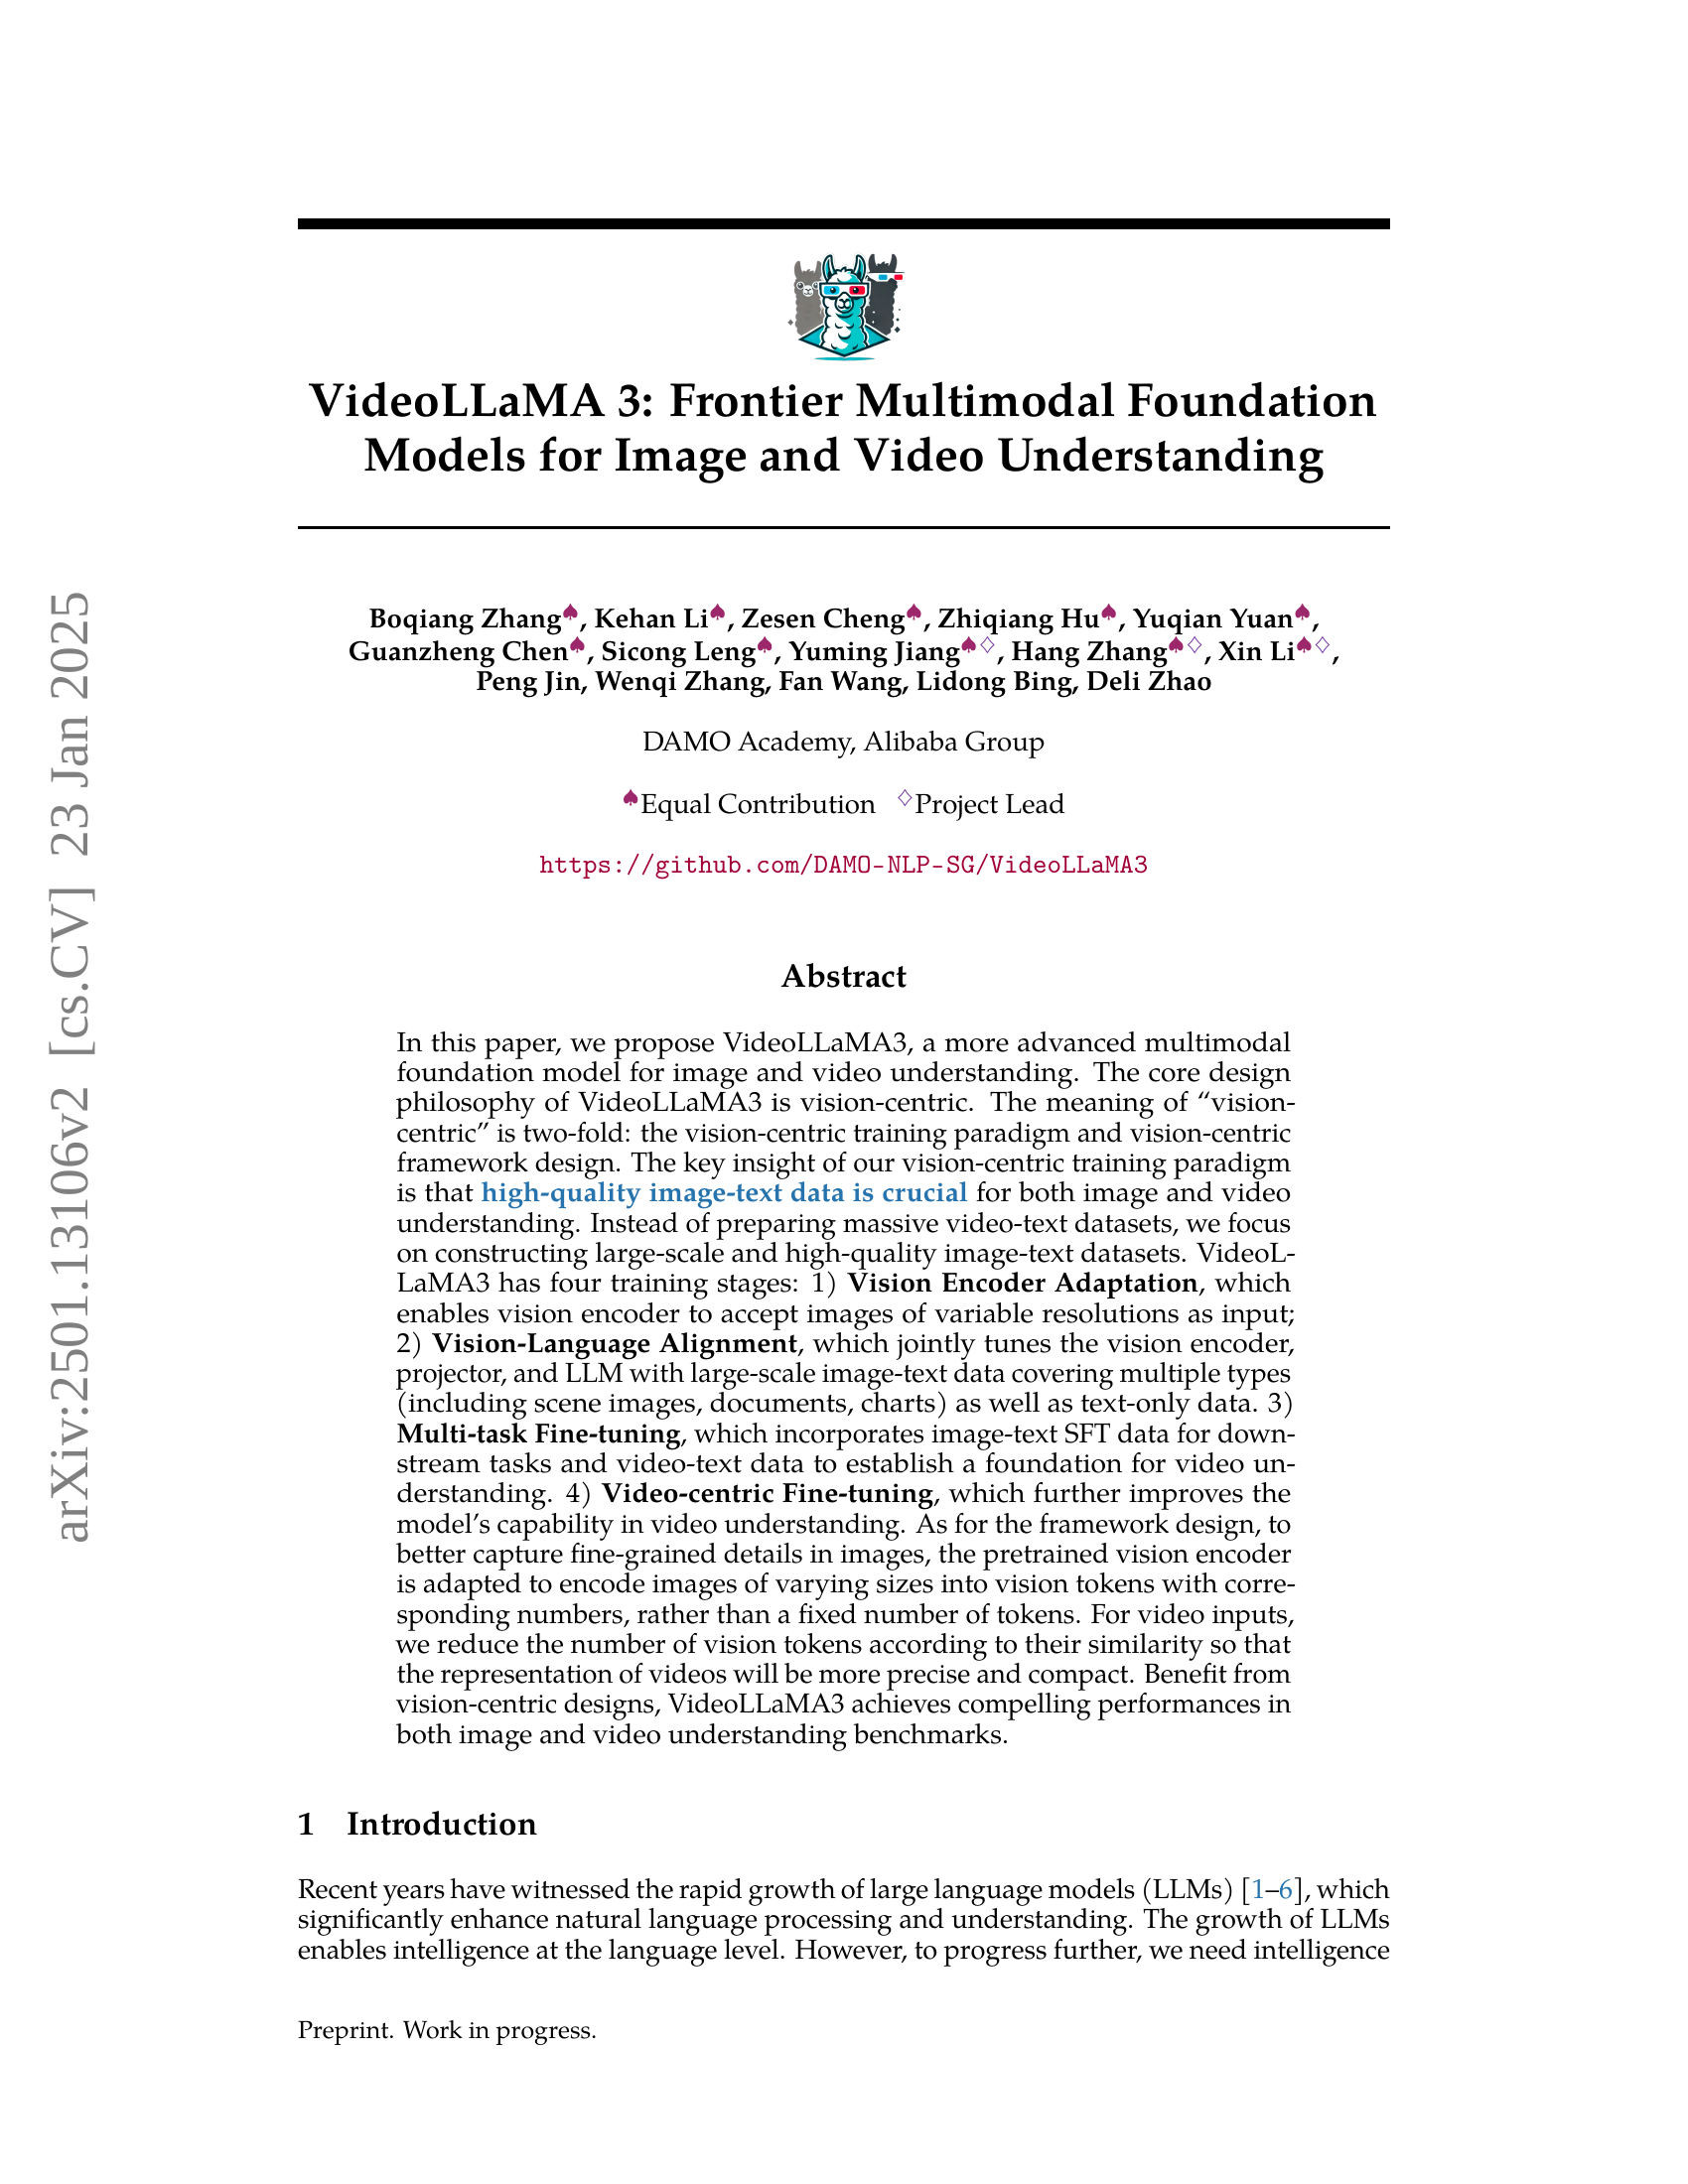 arXiv:2501.13106v2 [cs.CV] 23 Jan 2025
VideoLLaMA 3: Frontier Multimodal Foundation
Models for Image and Video Understanding
Boqiang Zhang♠, Kehan Li♠, Zesen Cheng♠, Zhiqiang Hu♠, Yuqian Yuan♠,
Guanzheng Chen♠, Sicong Leng♠, Yuming Jiang♠♢, Hang Zhang♠♢, Xin Li♠♢,
Peng Jin, Wenqi Zhang, Fan Wang, Lidong Bing, Deli Zhao
DAMO Academy, Alibaba Group
♠Equal Contribution ♢Project Lead
https://github.com/DAMO-NLP-SG/VideoLLaMA3
Abstract
In this paper, we propose VideoLLaMA3, a more advanced multimodal
foundation model for image and video understanding. The core design
philosophy of VideoLLaMA3 is vision-centric. The meaning of “vision-
centric” is two-fold: the vision-centric training paradigm and vision-centric
framework design. The key insight of our vision-centric training paradigm
is that high-quality image-text data is crucial for both image and video
understanding. Instead of preparing massive video-text datasets, we focus
on constructing large-scale and high-quality image-text datasets. VideoL-
LaMA3 has four training stages: 1) Vision Encoder Adaptation, which
enables vision encoder to accept images of variable resolutions as input;
2) Vision-Language Alignment, which jointly tunes the vision encoder,
projector, and LLM with large-scale image-text data covering multiple types
(including scene images, documents, charts) as well as text-only data. 3)
Multi-task Fine-tuning, which incorporates image-text SFT data for down-
stream tasks and video-text data to establish a foundation for video un-
derstanding. 4) Video-centric Fine-tuning, which further improves the
model’s capability in video understanding. As for the framework design, to
better capture fine-grained details in images, the pretrained vision encoder
is adapted to encode images of varying sizes into vision tokens with corre-
sponding numbers, rather than a fixed number of tokens. For video inputs,
we reduce the number of vision tokens according to their similarity so that
the representation of videos will be more precise and compact. Benefit from
vision-centric designs, VideoLLaMA3 achieves compelling performances in
both image and video understanding benchmarks.
1 Introduction
Recent years have witnessed the rapid growth of large language models (LLMs) [1–6], which
significantly enhance natural language processing and understanding. The growth of LLMs
enables intelligence at the language level. However, to progress further, we need intelligence
Preprint. Work in progress.